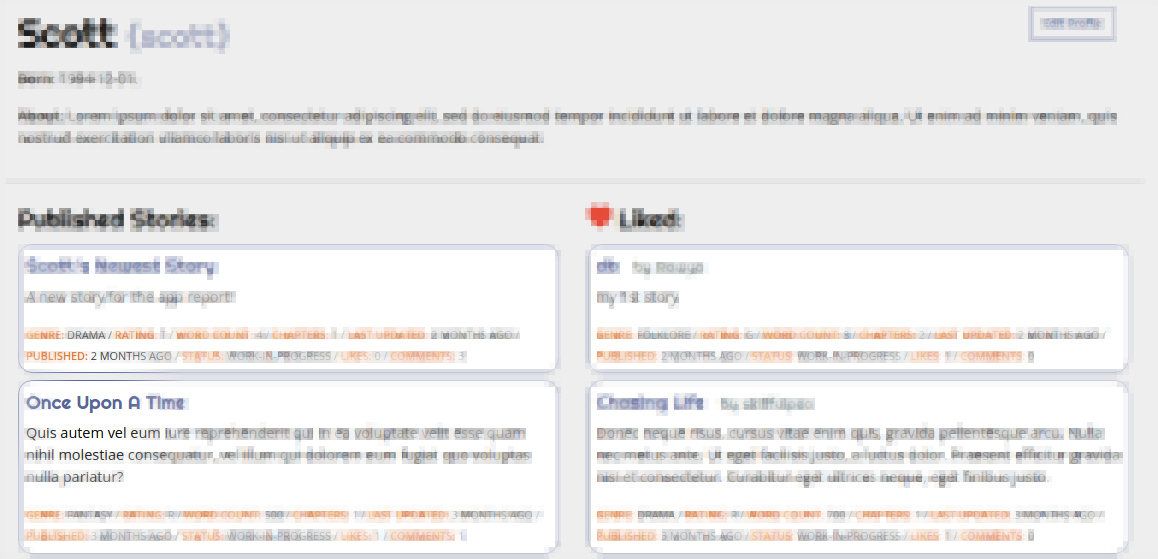 Scott (scott)
Edit Profile
Born: 1994-12-01
About: Lorem ipsum dolor sit amet, consectetur adipiscing elit, sed do eiusmod tempor incididunt ut labore et dolore magna aliqua. Ut enim ad minim veniam, quis
nostrud exercitation ullamco laboris nisi ut aliquip ex ea commodo consequat.
Published Stories:
Scott's Newest Story
A new story for the app report!
GENRE: DRAMA / RATING: / WORD COUNT: / CHAPTERS: 1 / LAST UPDATED: 2 MONTHS AGO /
PUBLISHED: 2 MONTHS AGO / STATUS: WORK-IN-PROGRESS / LIKES: 0 / COMMENTS: 3
Once Upon A Time
Quis autem vel eum iure reprehenderit qui in ea voluptate velit esse quam
nihil molestiae consequatur, vel illum qui dolorem eum fugiat quo voluptas
nulla pariatur?
GENRE: FANTASY / RATING: R / WORD COUNT: 500 / CHAPTERS: 1 / LAST UPDATED: 3 MONTHS AGO /
PUBLISHED: 3 MONTHS AGO / STATUS: WORK-IN-PROGRESS / LIKES: 1 / COMMENTS: 1
Liked:
db by Rawya
my 1st story
GENRE: FOLKLORE / RATING: G / WORD COUNT: 8 / CHAPTERS: 2 / LAST UPDATED: 2 MONTHS AGO /
PUBLISHED: 2 MONTHS AGO / STATUS: WORK-IN-PROGRESS / LIKES: 1 / COMMENTS: 0
Chasing Life by
Donec neque risus, cursus vitae enim quis, gravida pellentesque arcu. Nulla
nec metus ante. Ut eget facilisis justo, a luctus dolor. Praesent efficitur gravida
nisi et consectetur. Curabitur eget ultrices neque, eget finibus justo.
GENRE: DRAMA / RATING: R / WORD COUNT: 700 / CHAPTERS: 1 / LAST UPDATED: 3 MONTHS AGO /
PUBLISHED: 3 MONTHS AGO / STATUS: WORK-IN-PROGRESS / LIKES: 1 / COMMENTS: 0